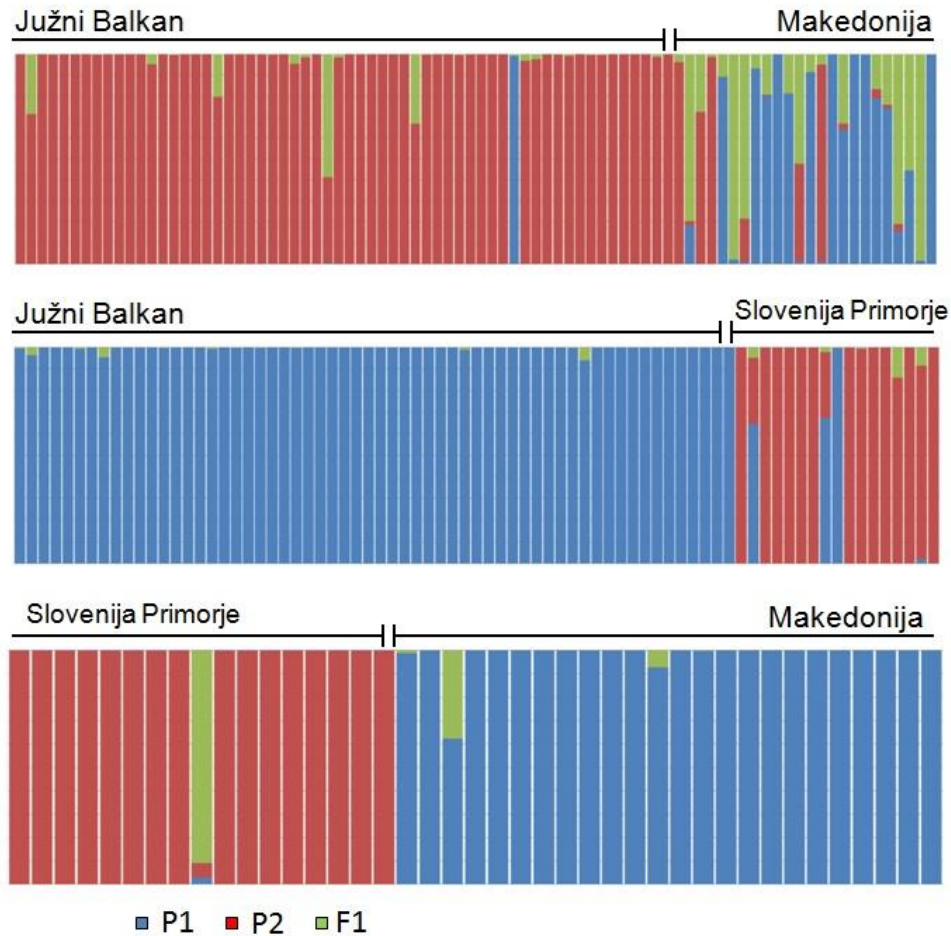 Južni Balkan Makedonija
Južni Balkan Slovenija Primorje
Slovenija Primorje Makedonija
P1 P2 F1